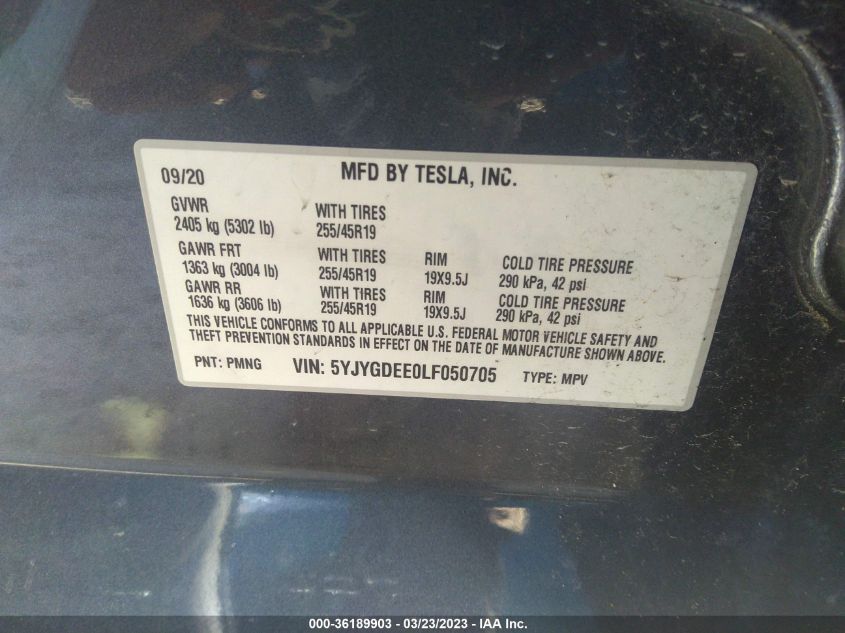 09/20 MFD BY TESLA, INC.
GVWR
2405 kg (5302 lb) WITH TIRES 255/45R19
GAWR FRT
1363 kg (3004 lb) WITH TIRES 255/45R19 RIM 19X9.5J COLD TIRE PRESSURE 290 kPa, 42 psi
GAWR RR
1636 kg (3606 lb) WITH TIRES 255/45R19 RIM 19X9.5J COLD TIRE PRESSURE 290 kPa, 42 psi
THIS VEHICLE CONFORMS TO ALL APPLICABLE U.S. FEDERAL MOTOR VEHICLE SAFETY AND
THEFT PREVENTION STANDARDS IN EFFECT ON THE DATE OF MANUFACTURE SHOWN ABOVE.
PNT: PMNG VIN: 5YJYGDEE0LF050705 TYPE: MPV
000-36189903 - 03/23/2023 - IAA Inc.